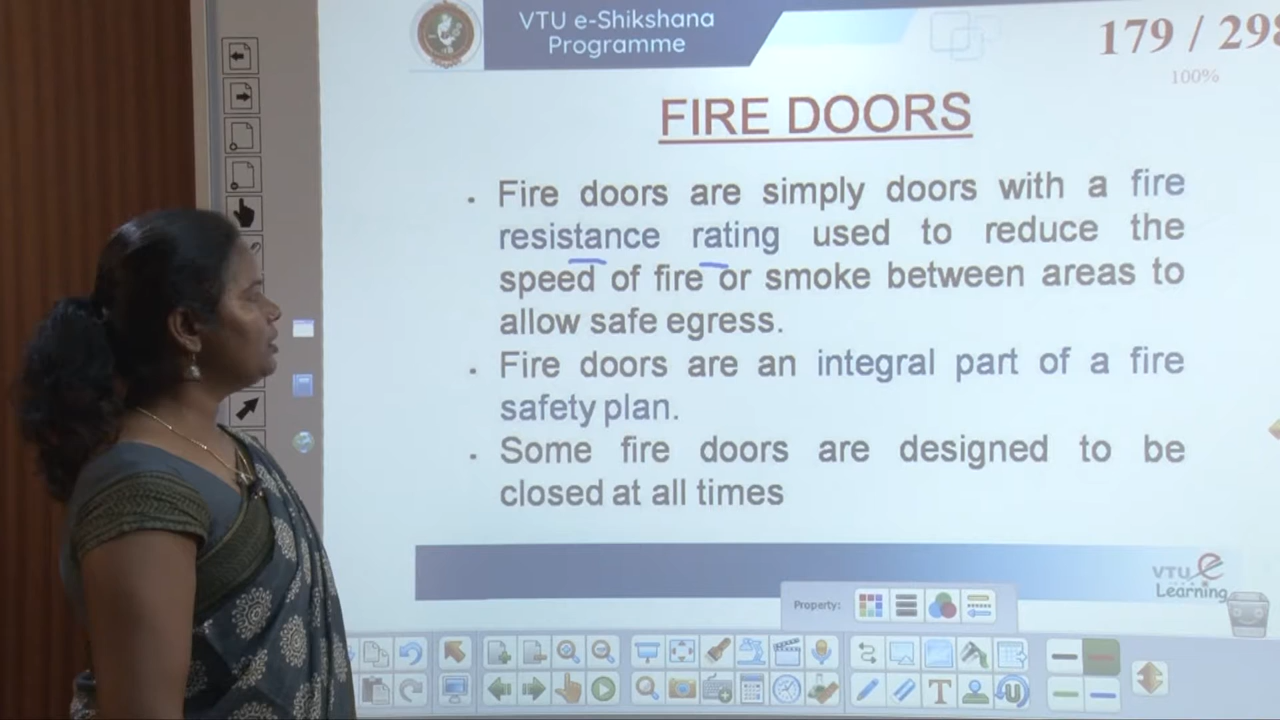 VTU e-Shikshana
Programme
179 / 298
100%
FIRE DOORS
. Fire doors are simply doors with a fire
resistance rating used to reduce the
speed of fire or smoke between areas to
allow safe egress.
. Fire doors are an integral part of a fire
safety plan.
. Some fire doors are designed to be
closed at all times
VTU e
Learning
Property: